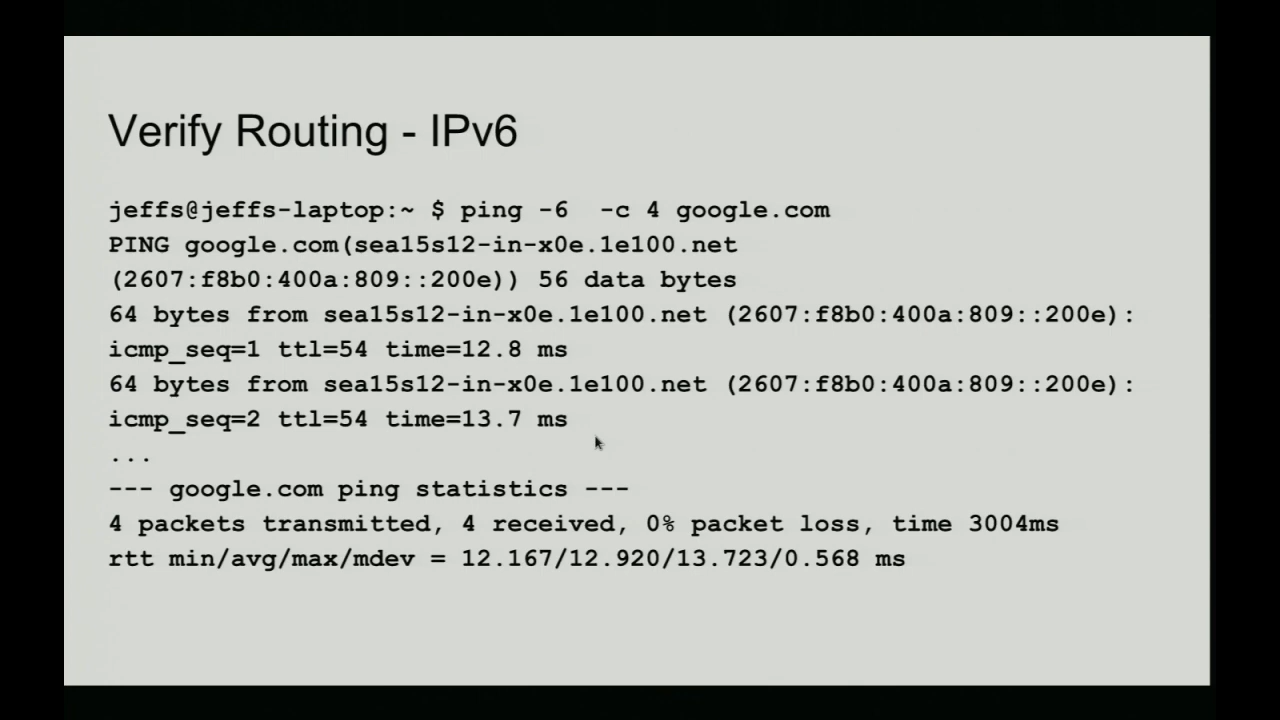 Verify Routing - IPv6
jeffs@jeffs-laptop:~ $ ping -6  -c 4 google.com
PING google.com(sea15s12-in-x0e.1e100.net
(2607:f8b0:400a:809::200e)) 56 data bytes
64 bytes from sea15s12-in-x0e.1e100.net (2607:f8b0:400a:809::200e):
icmp_seq=1 ttl=54 time=12.8 ms
64 bytes from sea15s12-in-x0e.1e100.net (2607:f8b0:400a:809::200e):
icmp_seq=2 ttl=54 time=13.7 ms
...
--- google.com ping statistics ---
4 packets transmitted, 4 received, 0% packet loss, time 3004ms
rtt min/avg/max/mdev = 12.167/12.920/13.723/0.568 ms